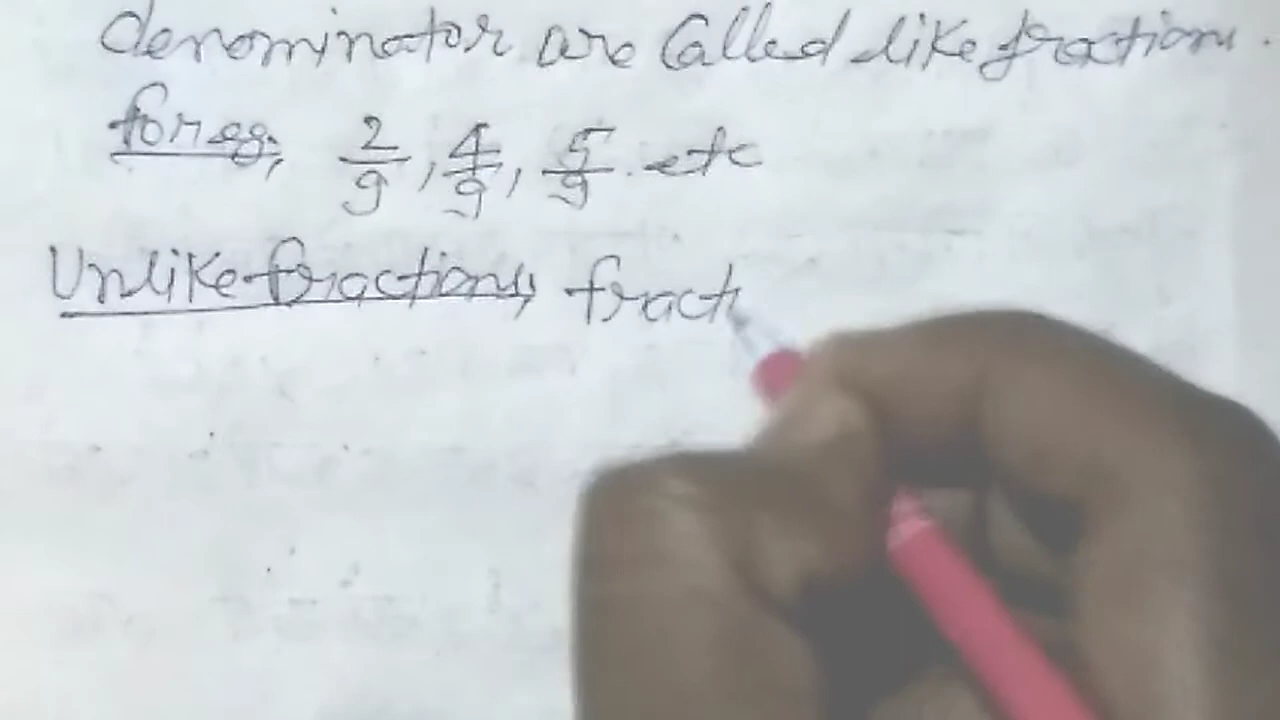 denominator are Called like fractions.
for eg, 2/9, 4/9, 5/9 etc
Unlike fractions, fract